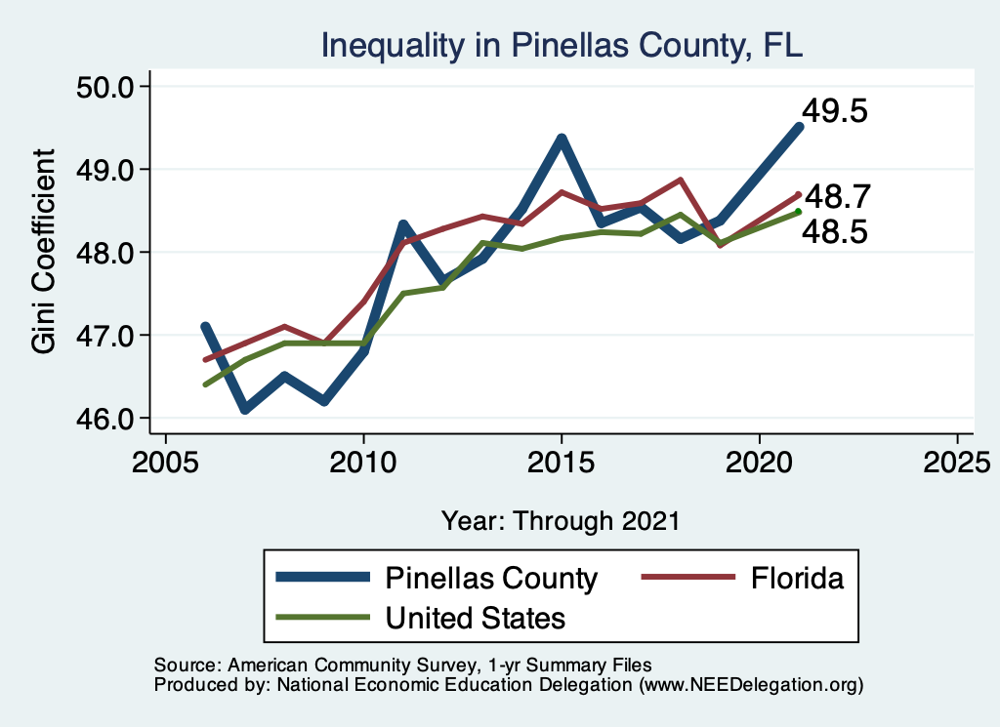 Inequality in Pinellas County, FL
Gini Coefficient
50.0
49.0
48.0
47.0
46.0
49.5
48.7
48.5
2005 2010 2015 2020 2025
Year: Through 2021
Pinellas County Florida
United States
Source: American Community Survey, 1-yr Summary Files
Produced by: National Economic Education Delegation (www.NEEDelegation.org)